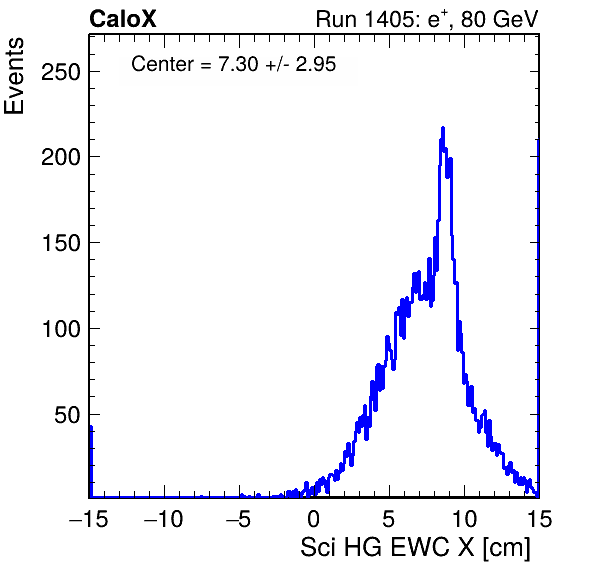 CaloX
Run 1405: e+, 80 GeV
Events
Center = 7.30 +/- 2.95
250
200
150
100
50
−15 −10 −5 0 5 10 15
Sci HG EWC X [cm]